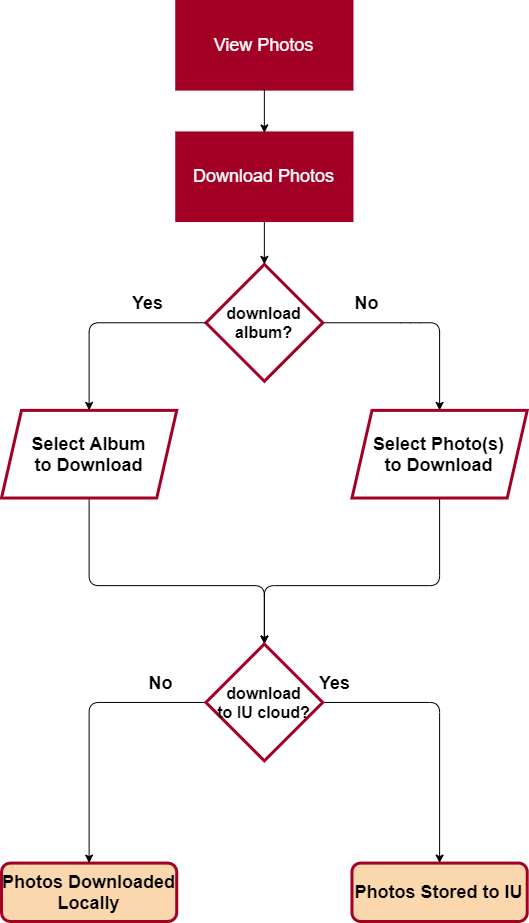 View Photos
Download Photos
download
album?
Yes
No
Select Album
to Download
Select Photo(s)
to Download
download
to IU cloud?
No
Yes
Photos Downloaded
Locally
Photos Stored to IU